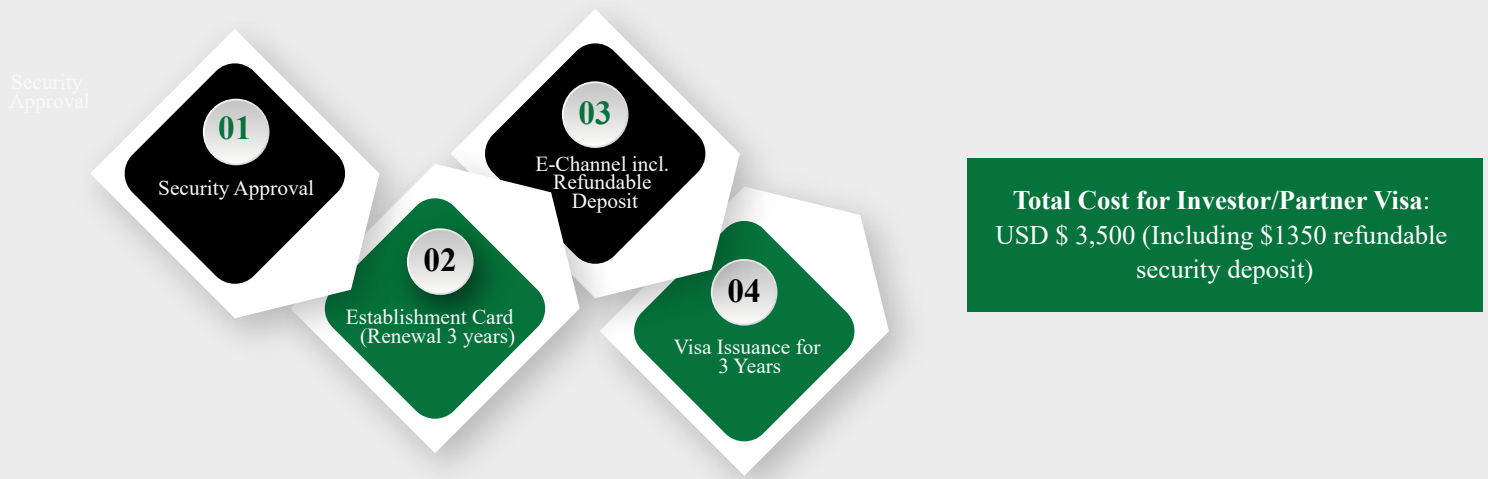 Security
Approval
01
Security Approval
02
Establishment Card
(Renewal 3 years)
03
E-Channel incl.
Refundable
Deposit
04
Visa Issuance for
3 Years
Total Cost for Investor/Partner Visa:
USD $ 3,500 (Including $1350 refundable
security deposit)